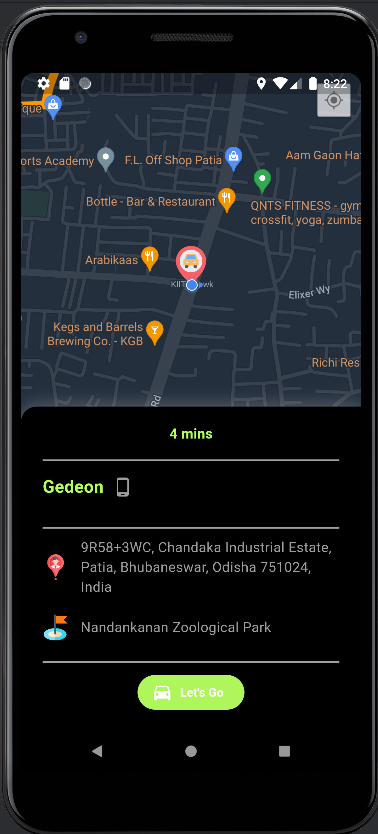 8:22
que
orts Academy
F.L. Off Shop Patia
Aam Gaon Ha
Bottle - Bar & Restaurant
QNTS FITNESS - gym
crossfit, yoga, zumba
Arabikaas
Elixer Wy
Kegs and Barrels
Brewing Co. - KGB
Richi Res
Rd
4 mins
Gedeon
9R58+3WC, Chandaka Industrial Estate,
Patia, Bhubaneswar, Odisha 751024,
India
Nandankanan Zoological Park
Let's Go